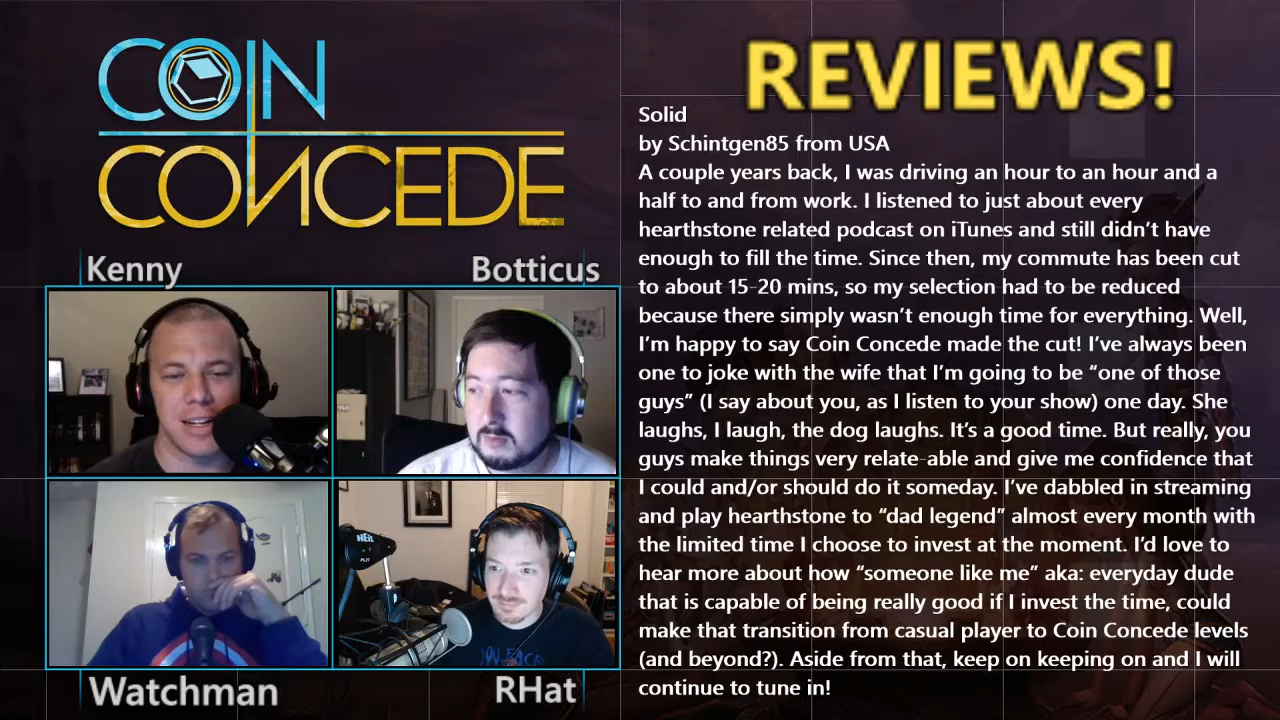 COIN
CONCEDE
Kenny
Botticus
Watchman
RHat
REVIEWS!
Solid
by Schintgen85 from USA
A couple years back, I was driving an hour to an hour and a
half to and from work. I listened to just about every
hearthstone related podcast on iTunes and still didn't have
enough to fill the time. Since then, my commute has been cut
to about 15-20 mins, so my selection had to be reduced
because there simply wasn't enough time for everything. Well,
I'm happy to say Coin Concede made the cut! I've always been
one to joke with the wife that I'm going to be “one of those
guys” (I say about you, as I listen to your show) one day. She
laughs, I laugh, the dog laughs. It's a good time. But really, you
guys make things very relate-able and give me confidence that
I could and/or should do it someday. I've dabbled in streaming
and play hearthstone to “dad legend” almost every month with
the limited time I choose to invest at the moment. I'd love to
hear more about how “someone like me” aka: everyday dude
that is capable of being really good if I invest the time, could
make that transition from casual player to Coin Concede levels
(and beyond?). Aside from that, keep on keeping on and I will
continue to tune in!